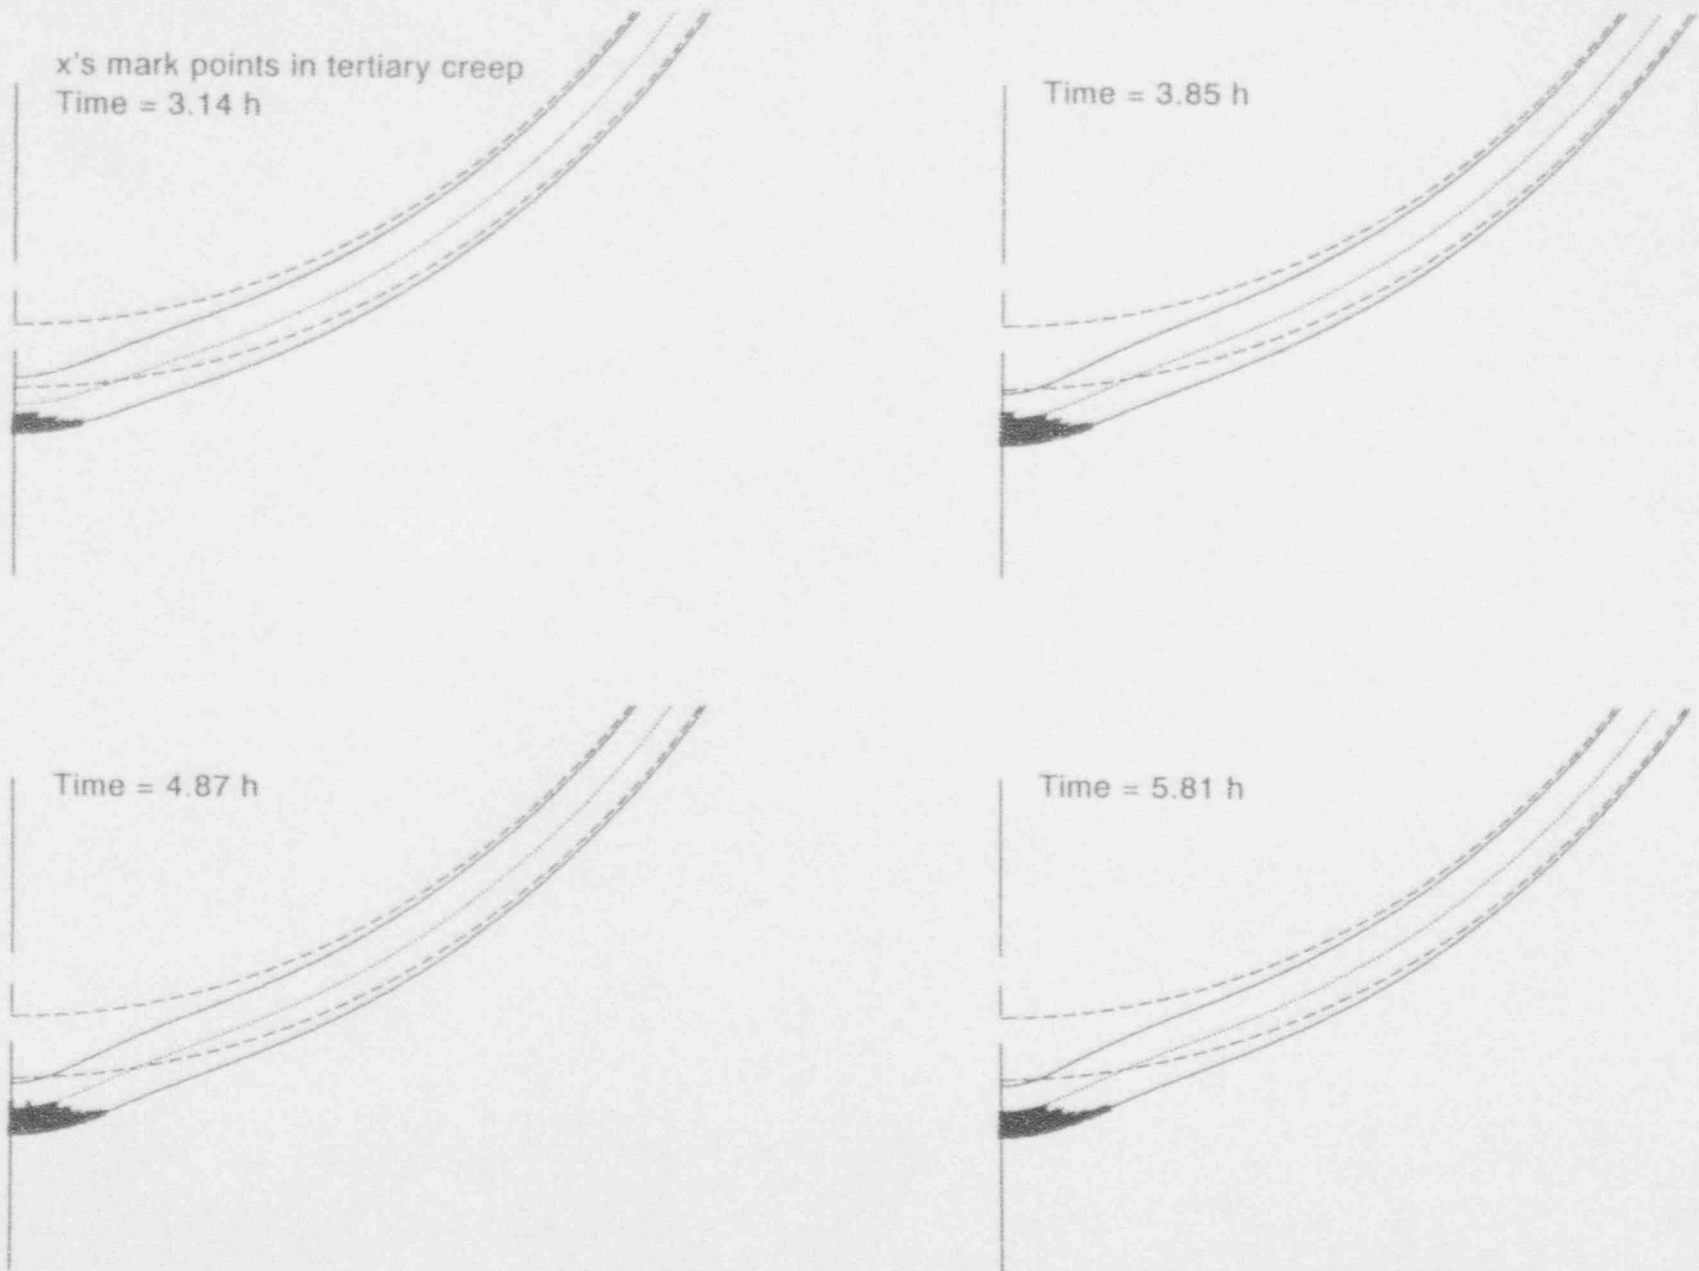 x's mark points in tertiary creep
Time = 3.14 h
Time = 3.85 h
Time = 4.87 h
Time = 5.81 h